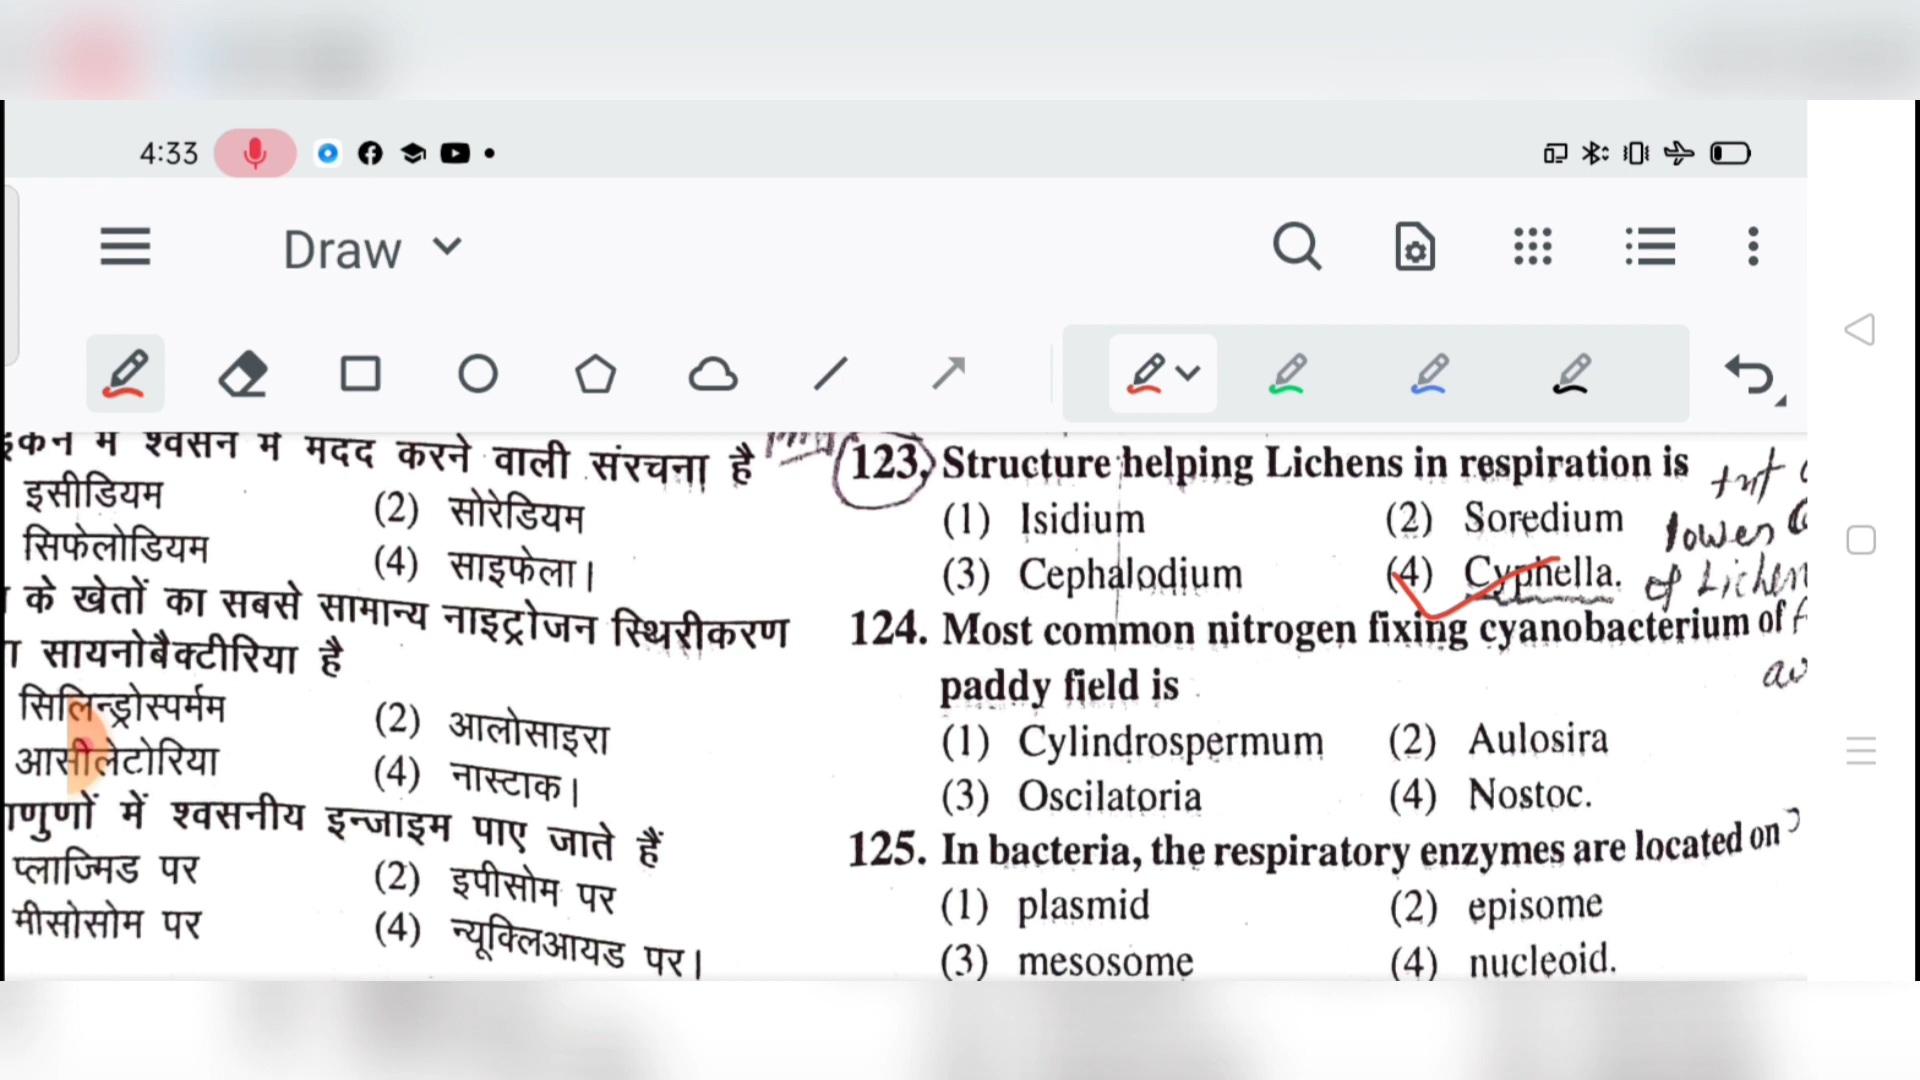 4:33
Draw
इकेन में श्वसन में मदद करने वाली संरचना है
इसीडियम (2) सोरेडियम
सिफेलोडियम (4) साइफेला।
के खेतों का सबसे सामान्य नाइट्रोजन स्थिरीकरण
सायनोबैक्टीरिया है
सिलिन्ड्रोस्पर्मम (2) आलोसाइरा
आसीलेटोरिया (4) नास्टाक।
में श्वसनीय इन्जाइम पाए जाते हैं
प्लाज्मिड पर (2) इपीसोम पर
मीसोसोम पर (4) न्यूक्लिआयड पर।
123. Structure helping Lichens in respiration is
(1) Isidium (2) Soredium
lower
(3) Cephalodium (4) Cyphella.
of Lichen
124. Most common nitrogen fixing cyanobacterium of
paddy field is
(1) Cylindrospermum (2) Aulosira
(3) Oscilatoria (4) Nostoc.
125. In bacteria, the respiratory enzymes are located on
(1) plasmid (2) episome
(3) mesosome (4) nucleoid.